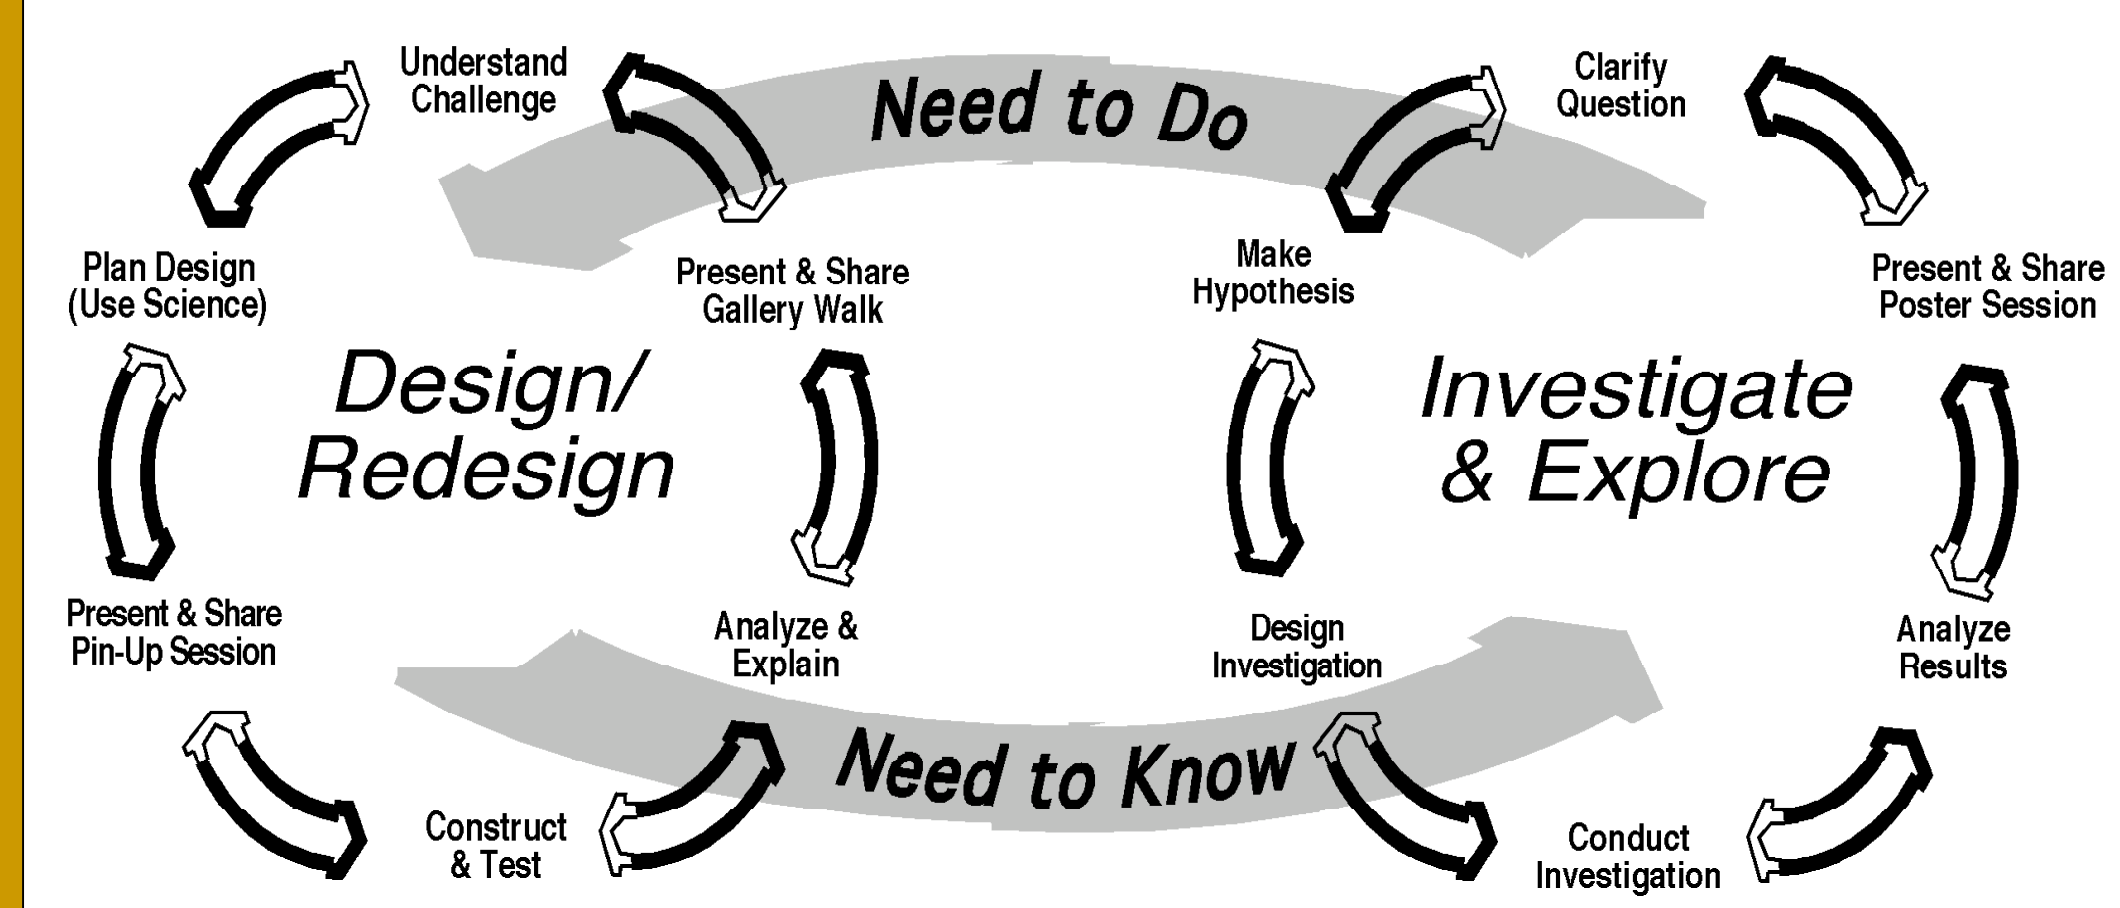 Need to Do
Understand
Challenge
Plan Design
(Use Science)
Present & Share
Pin-Up Session
Construct
& Test
Analyze &
Explain
Present & Share
Gallery Walk
Design/
Redesign
Clarify
Question
Make
Hypothesis
Design
Investigation
Conduct
Investigation
Analyze
Results
Present & Share
Poster Session
Investigate
& Explore
Need to Know